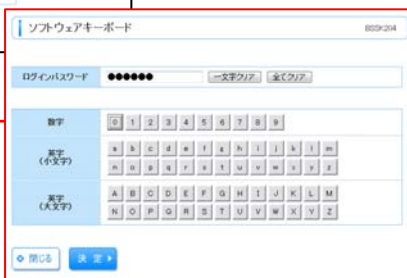 ソフトウェアキーボード BSSK204
ログインパスワード ●●●●●● 一文字クリア 全てクリア
数字 0 1 2 3 4 5 6 7 8 9
英字 a b c d e f g h i j k l m
(小文字) n o p q r s t u v w x y z
英字 A B C D E F G H I J K L M
(大文字) N O P Q R S T U V W X Y Z
閉じる 決 定